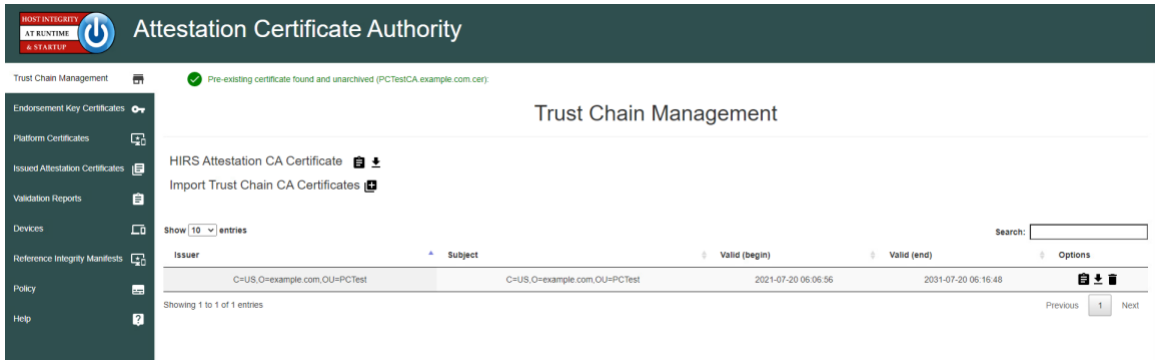 HOST INTEGRITY
AT RUNTIME
& STARTUP
Attestation Certificate Authority
Trust Chain Management
Endorsement Key Certificates
Platform Certificates
Issued Attestation Certificates
Validation Reports
Devices
Reference Integrity Manifests
Policy
Help
Pre-existing certificate found and unarchived (PCTestCA.example.com.cer):
Trust Chain Management
HIRS Attestation CA Certificate
Import Trust Chain CA Certificates
Show 10 entries
Search:
Issuer Subject Valid (begin) Valid (end) Options
C=US,O=example.com,OU=PCTest C=US,O=example.com,OU=PCTest 2021-07-20 06:06:56 2031-07-20 06:16:48
Showing 1 to 1 of 1 entries
Previous 1 Next